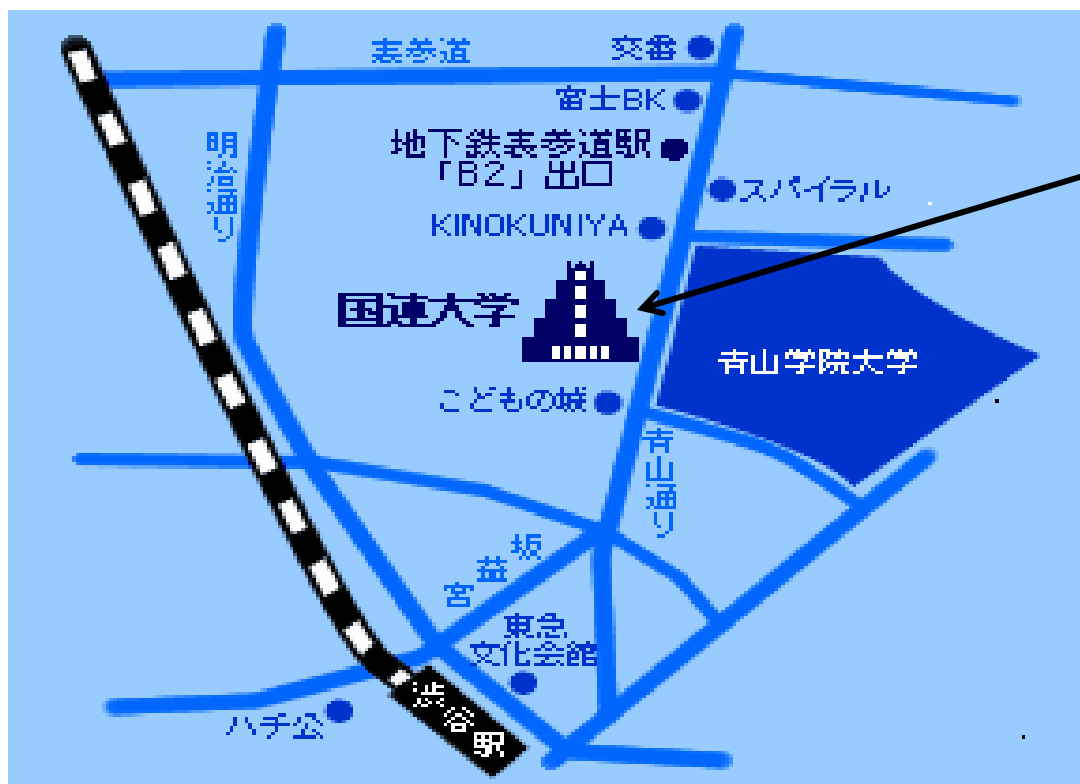 表参道
交番
富士BK
明治通り
地下鉄表参道駅
「B2」出口
スパイラル
KINOKUNIYA
国連大学
青山学院大学
こどもの城
青山通り
宮益坂
東急
文化会館
渋谷駅
ハチ公